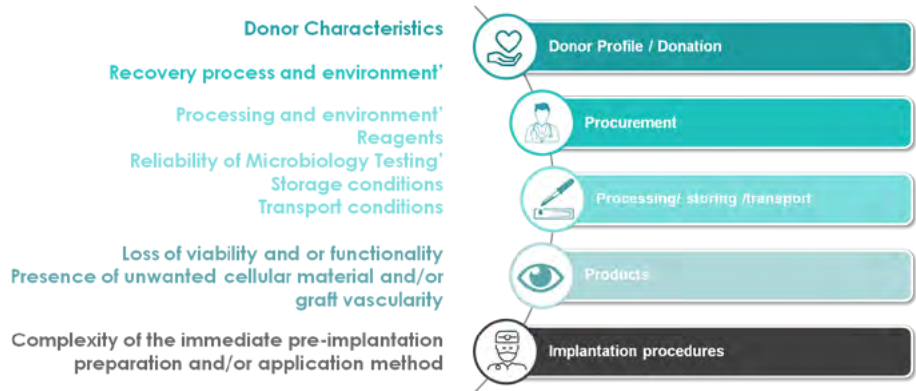 Donor Characteristics
Donor Profile / Donation
Recovery process and environment'
Procurement
Processing and environment'
Reagents
Reliability of Microbiology Testing'
Storage conditions
Transport conditions
Processing/ storing /transport
Loss of viability and or functionality
Presence of unwanted cellular material and/or
graft vascularity
Products
Complexity of the immediate pre-implantation
preparation and/or application method
Implantation procedures